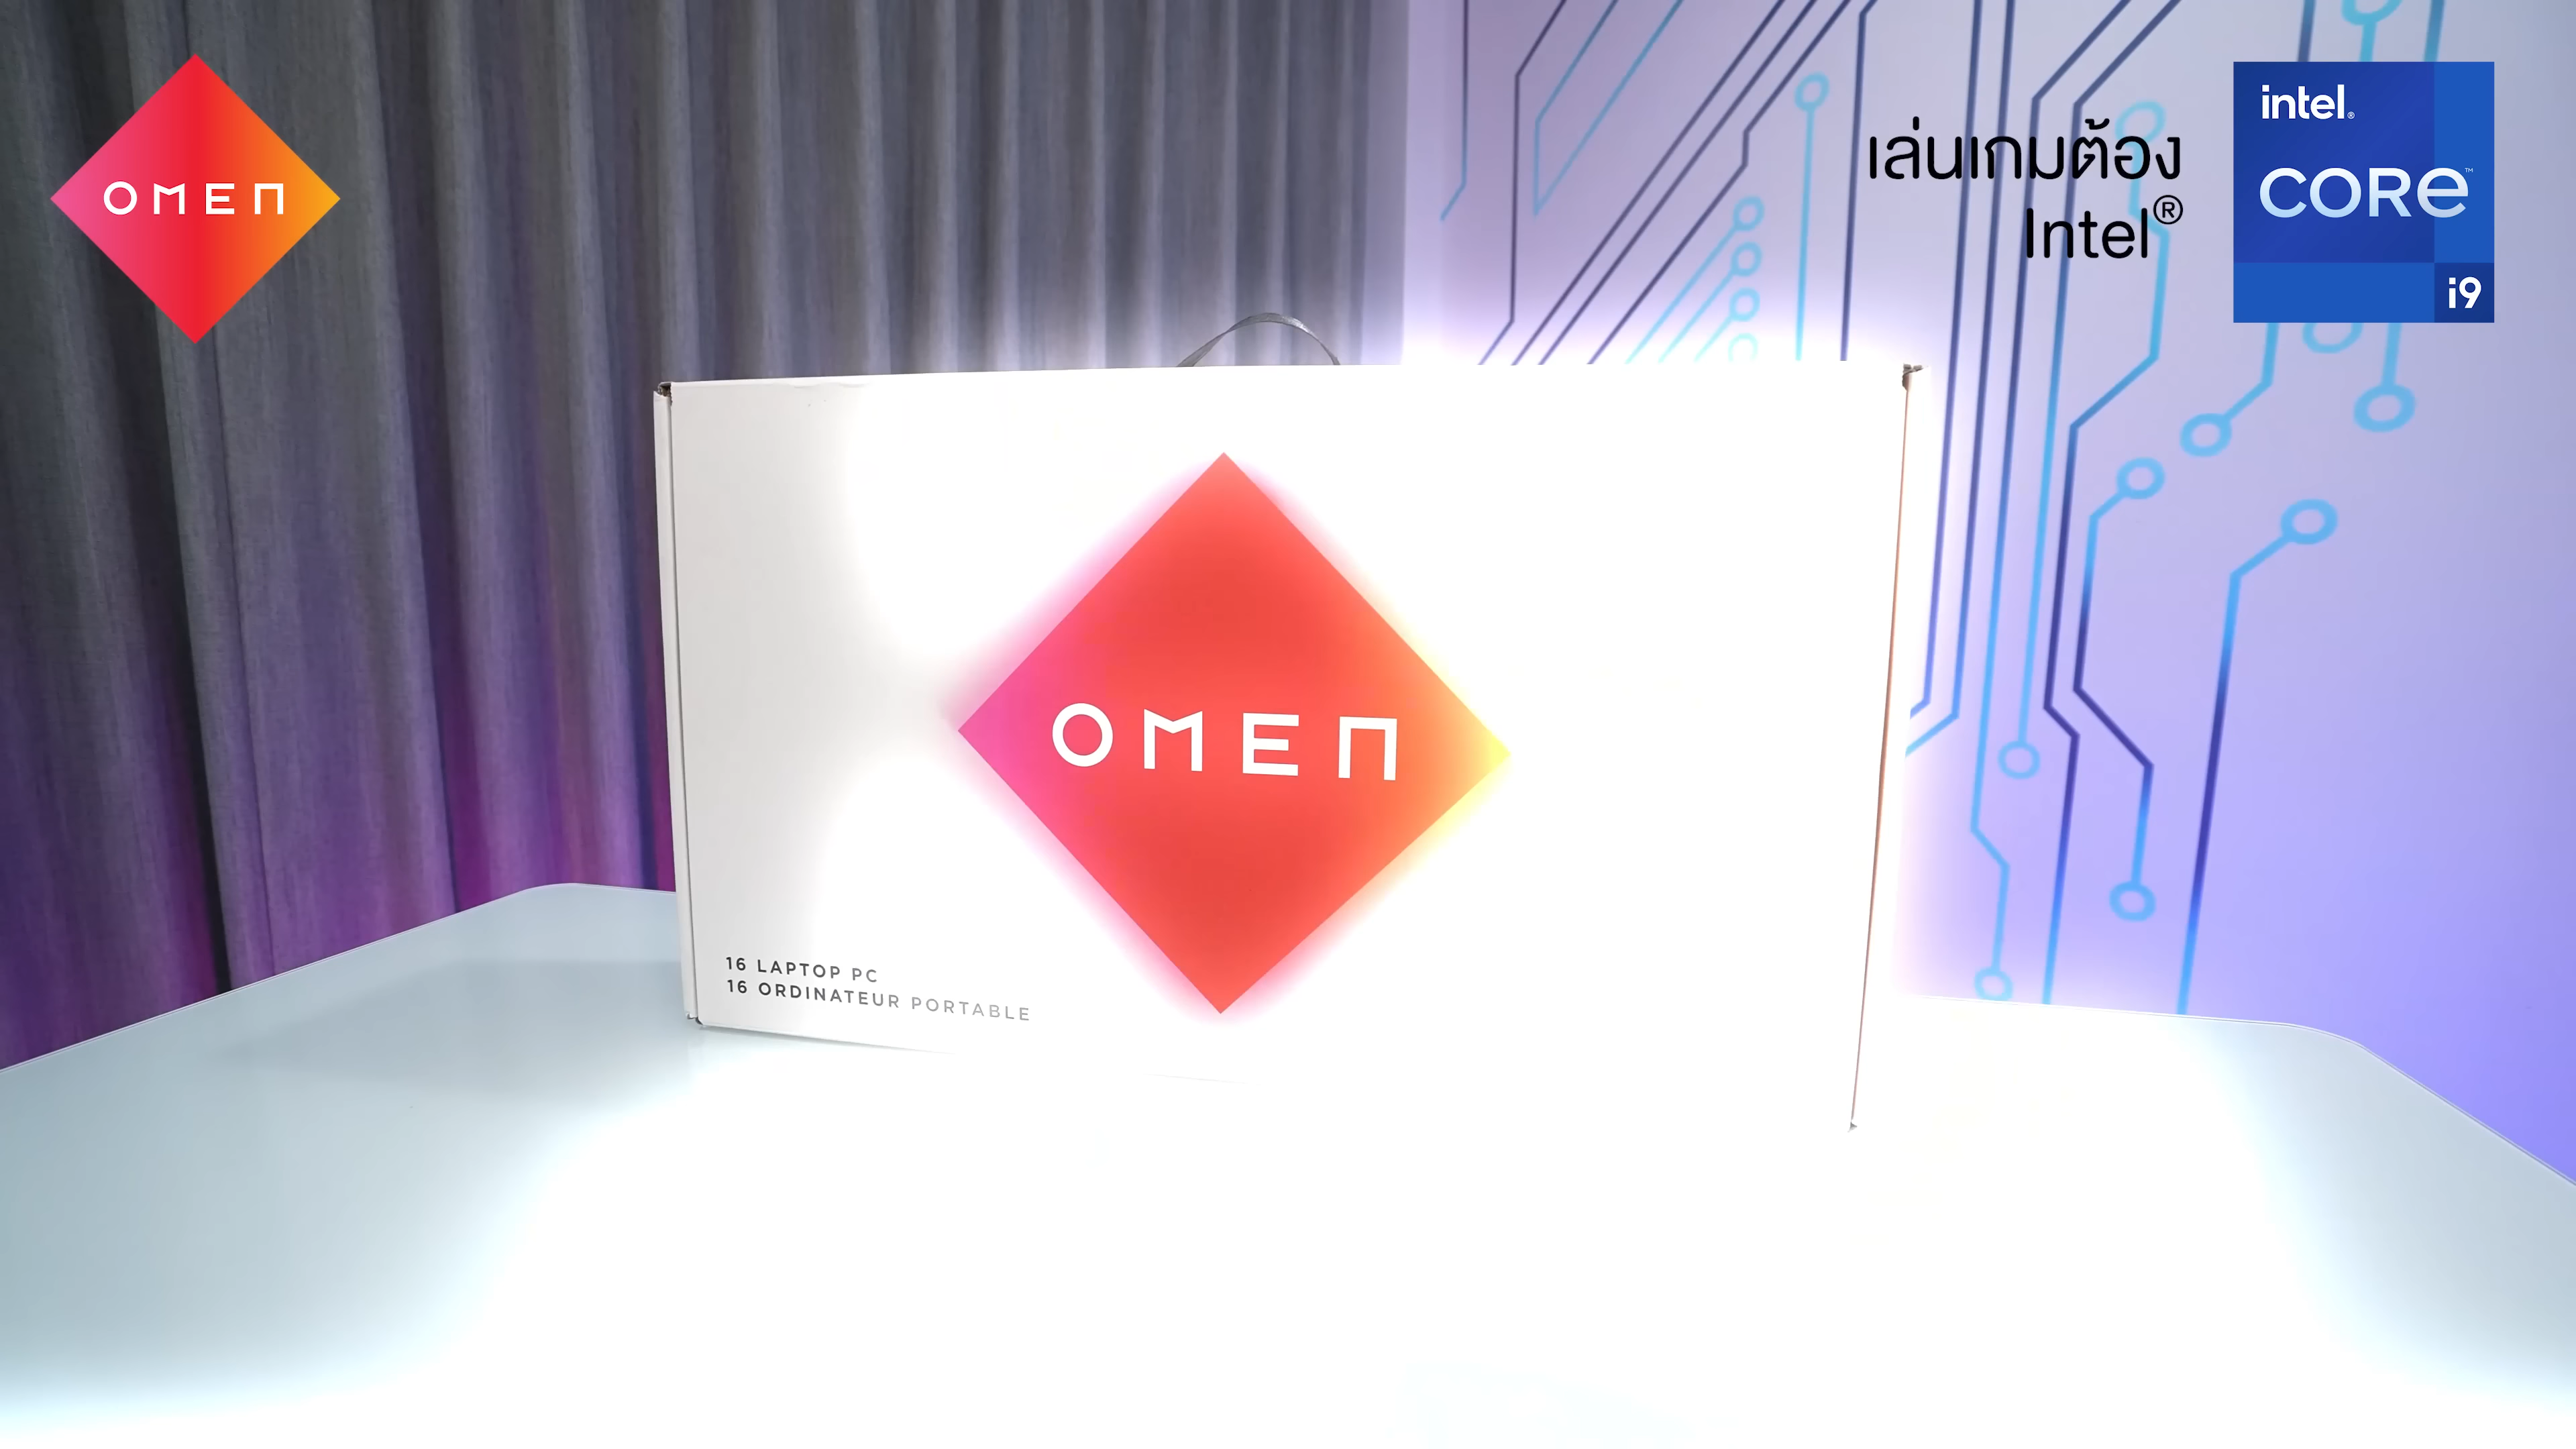 OMEN
เล่นเกมต้อง
Intel®
intel®
CORe™
i9
OMEN
16 LAPTOP PC
16 ORDINATEUR PORTABLE